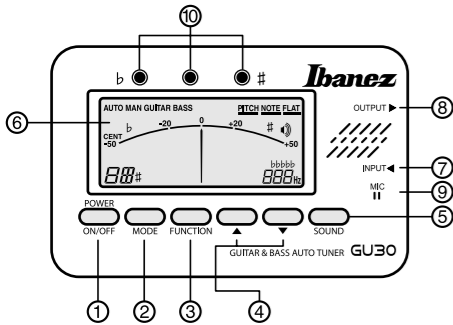 ⑩
♭ ♯
Ibanez
AUTO MAN GUITAR BASS PITCH NOTE FLAT
OUTPUT ▶ ⑧
⑥
♭ -20 0 +20 ♯
CENT
-50 +50
INPUT ◀ ⑦
♭♭♭♭♭
88 ♯ 888 Hz
MIC ⑨
POWER
ON/OFF MODE FUNCTION ▲ ▼ SOUND ⑤
GUITAR & BASS AUTO TUNER GU30
① ② ③ ④